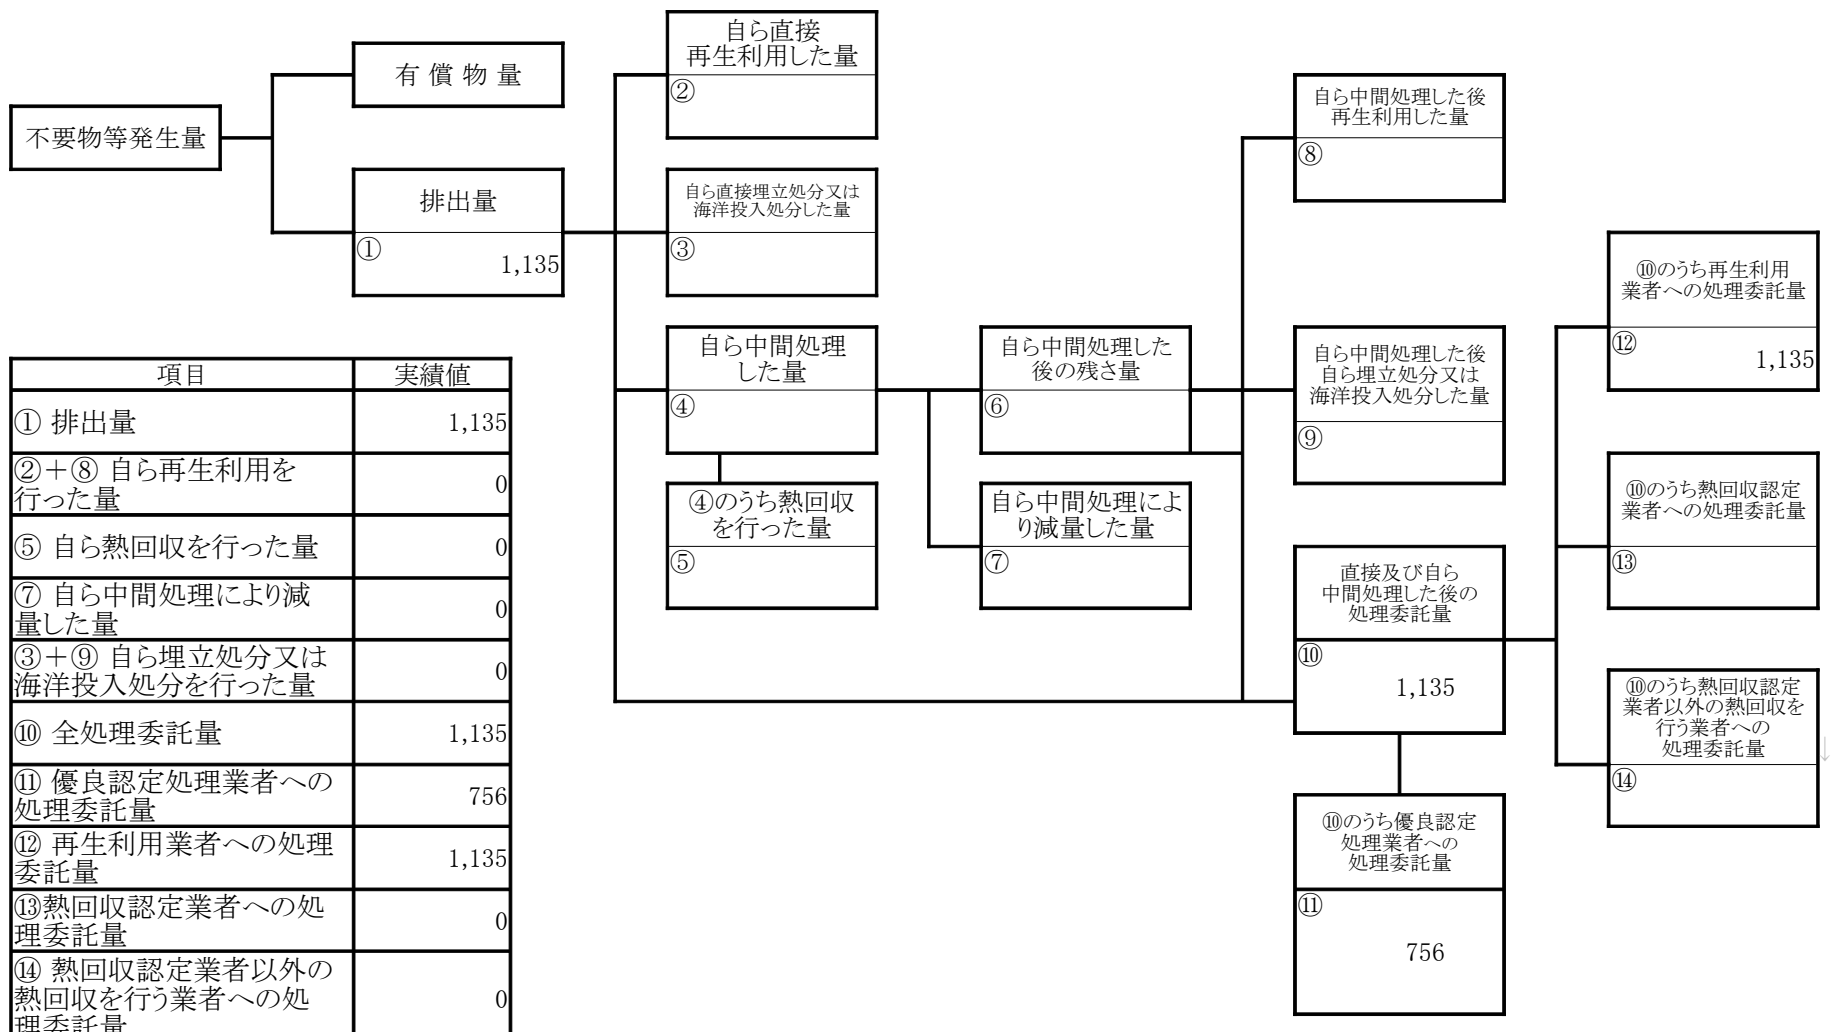 不要物等発生量
有 償 物 量
排出量
①
1,135
自ら直接
再生利用した量
②
自ら直接埋立処分又は
海洋投入処分した量
③
自ら中間処理
した量
④
④のうち熱回収
を行った量
⑤
自ら中間処理した
後の残さ量
⑥
自ら中間処理によ
り減量した量
⑦
自ら中間処理した後
再生利用した量
⑧
自ら中間処理した後
自ら埋立処分又は
海洋投入処分した量
⑨
直接及び自ら
中間処理した後の
処理委託量
⑩
1,135
⑩のうち優良認定
処理業者への
処理委託量
⑪
756
⑩のうち再生利用
業者への処理委託量
⑫
1,135
⑩のうち熱回収認定
業者への処理委託量
⑬
⑩のうち熱回収認定
業者以外の熱回収を
行う業者への
処理委託量
⑭
↓
項目 実績値
① 排出量 1,135
②＋⑧ 自ら再生利用を
行った量 0
⑤ 自ら熱回収を行った量 0
⑦ 自ら中間処理により減
量した量 0
③＋⑨ 自ら埋立処分又は
海洋投入処分を行った量 0
⑩ 全処理委託量 1,135
⑪ 優良認定処理業者への
処理委託量 756
⑫ 再生利用業者への処理
委託量 1,135
⑬熱回収認定業者への処
理委託量 0
⑭ 熱回収認定業者以外の
熱回収を行う業者への処
理委託量 0